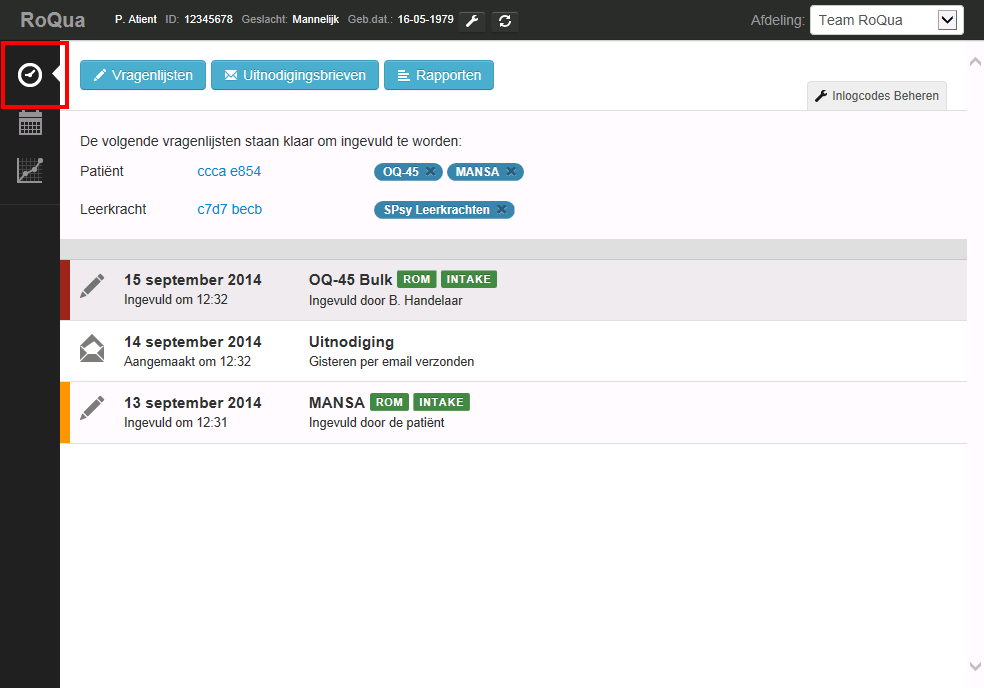 RoQua P. Atient ID: 12345678 Geslacht: Mannelijk Geb.dat.: 16-05-1979 Afdeling: Team RoQua
Vragenlijsten Uitnodigingsbrieven Rapporten
Inlogcodes Beheren
De volgende vragenlijsten staan klaar om ingevuld te worden:
Patiënt ccca e854 OQ-45 MANSA
Leerkracht c7d7 becb SPsy Leerkrachten
15 september 2014 OQ-45 Bulk ROM INTAKE
Ingevuld om 12:32 Ingevuld door B. Handelaar
14 september 2014 Uitnodiging
Aangemaakt om 12:32 Gisteren per email verzonden
13 september 2014 MANSA ROM INTAKE
Ingevuld om 12:31 Ingevuld door de patiënt